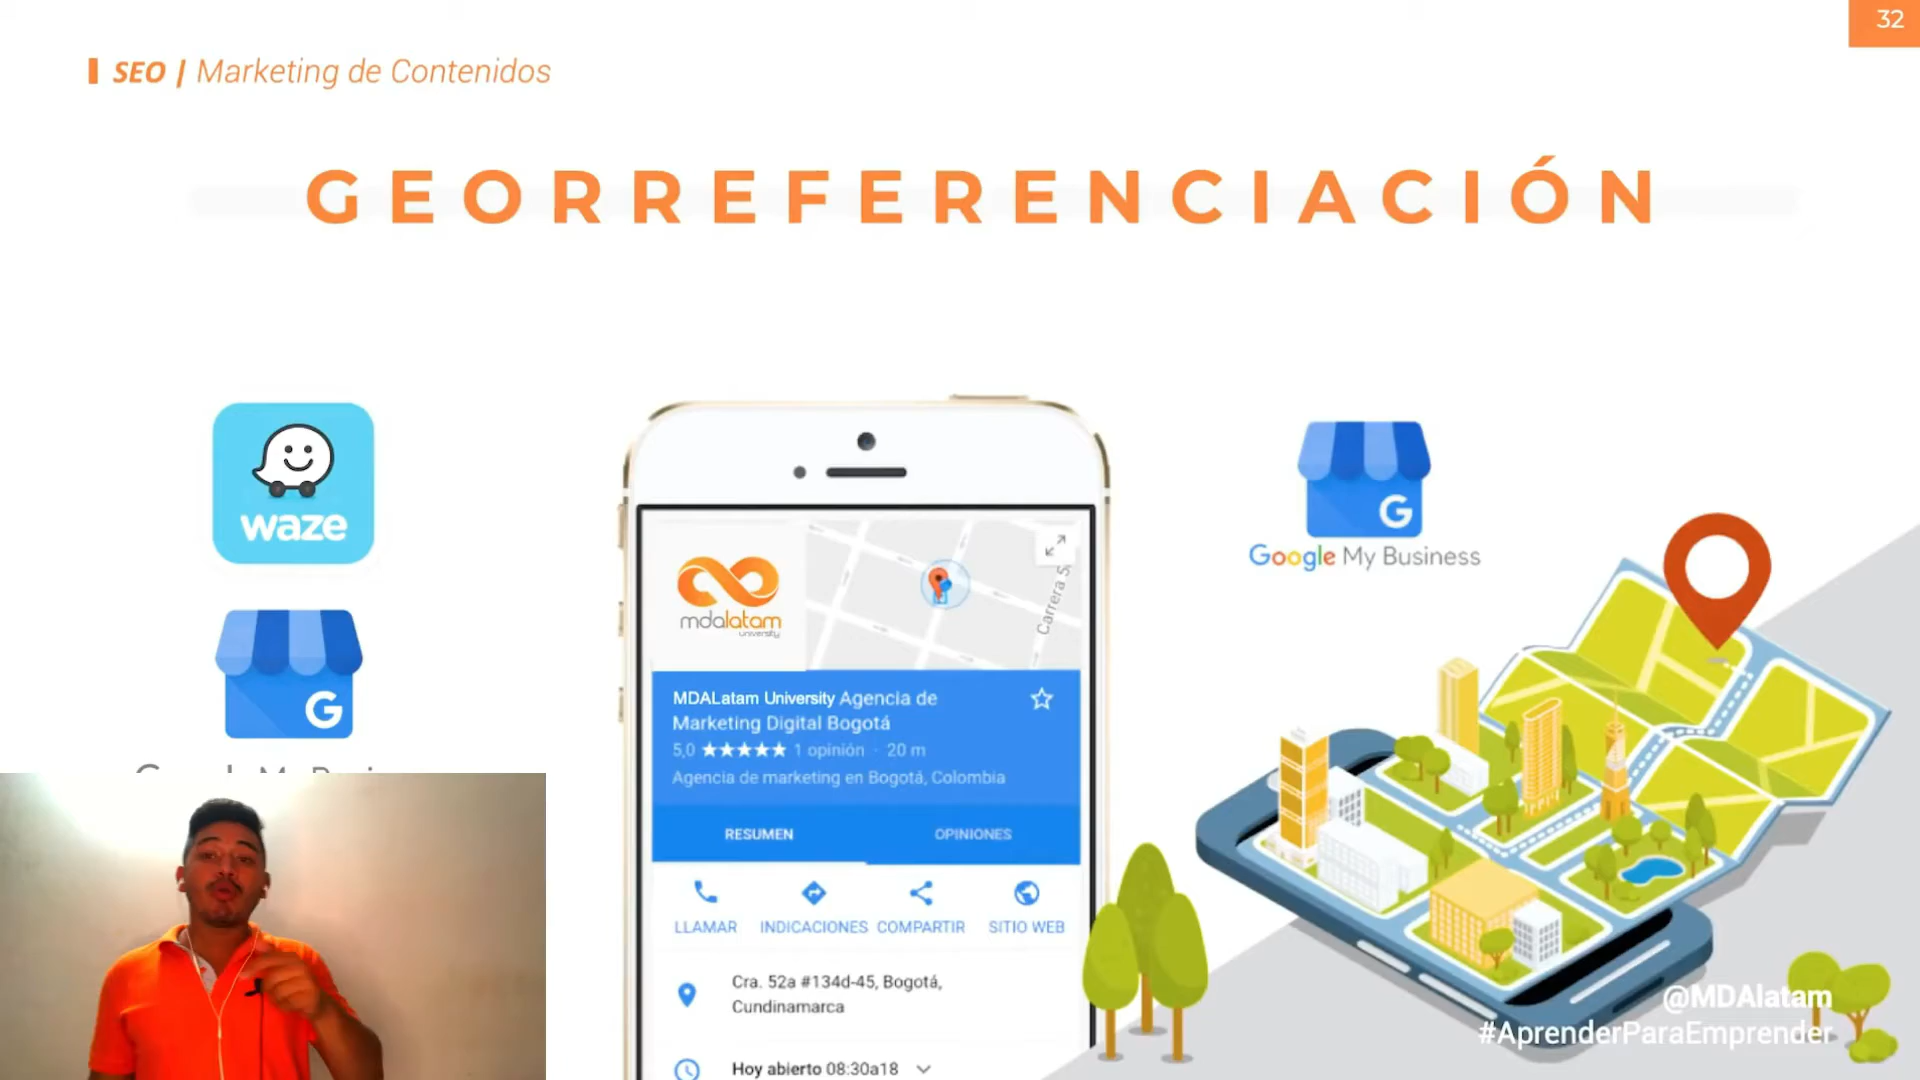 32
SEO | Marketing de Contenidos
GEORREFERENCIACIÓN
waze
G
G
Google My Business
mdalatam
university
Carrera
MDALatam University Agencia de
Marketing Digital Bogotá
5,0 ★★★★★ 1 opinión · 20 m
Agencia de marketing en Bogotá, Colombia
RESUMEN OPINIONES
LLAMAR INDICACIONES COMPARTIR SITIO WEB
Cra. 52a #134d-45, Bogotá,
Cundinamarca
Hoy abierto 08:30a18
@MDAlatam
#AprenderParaEmprender